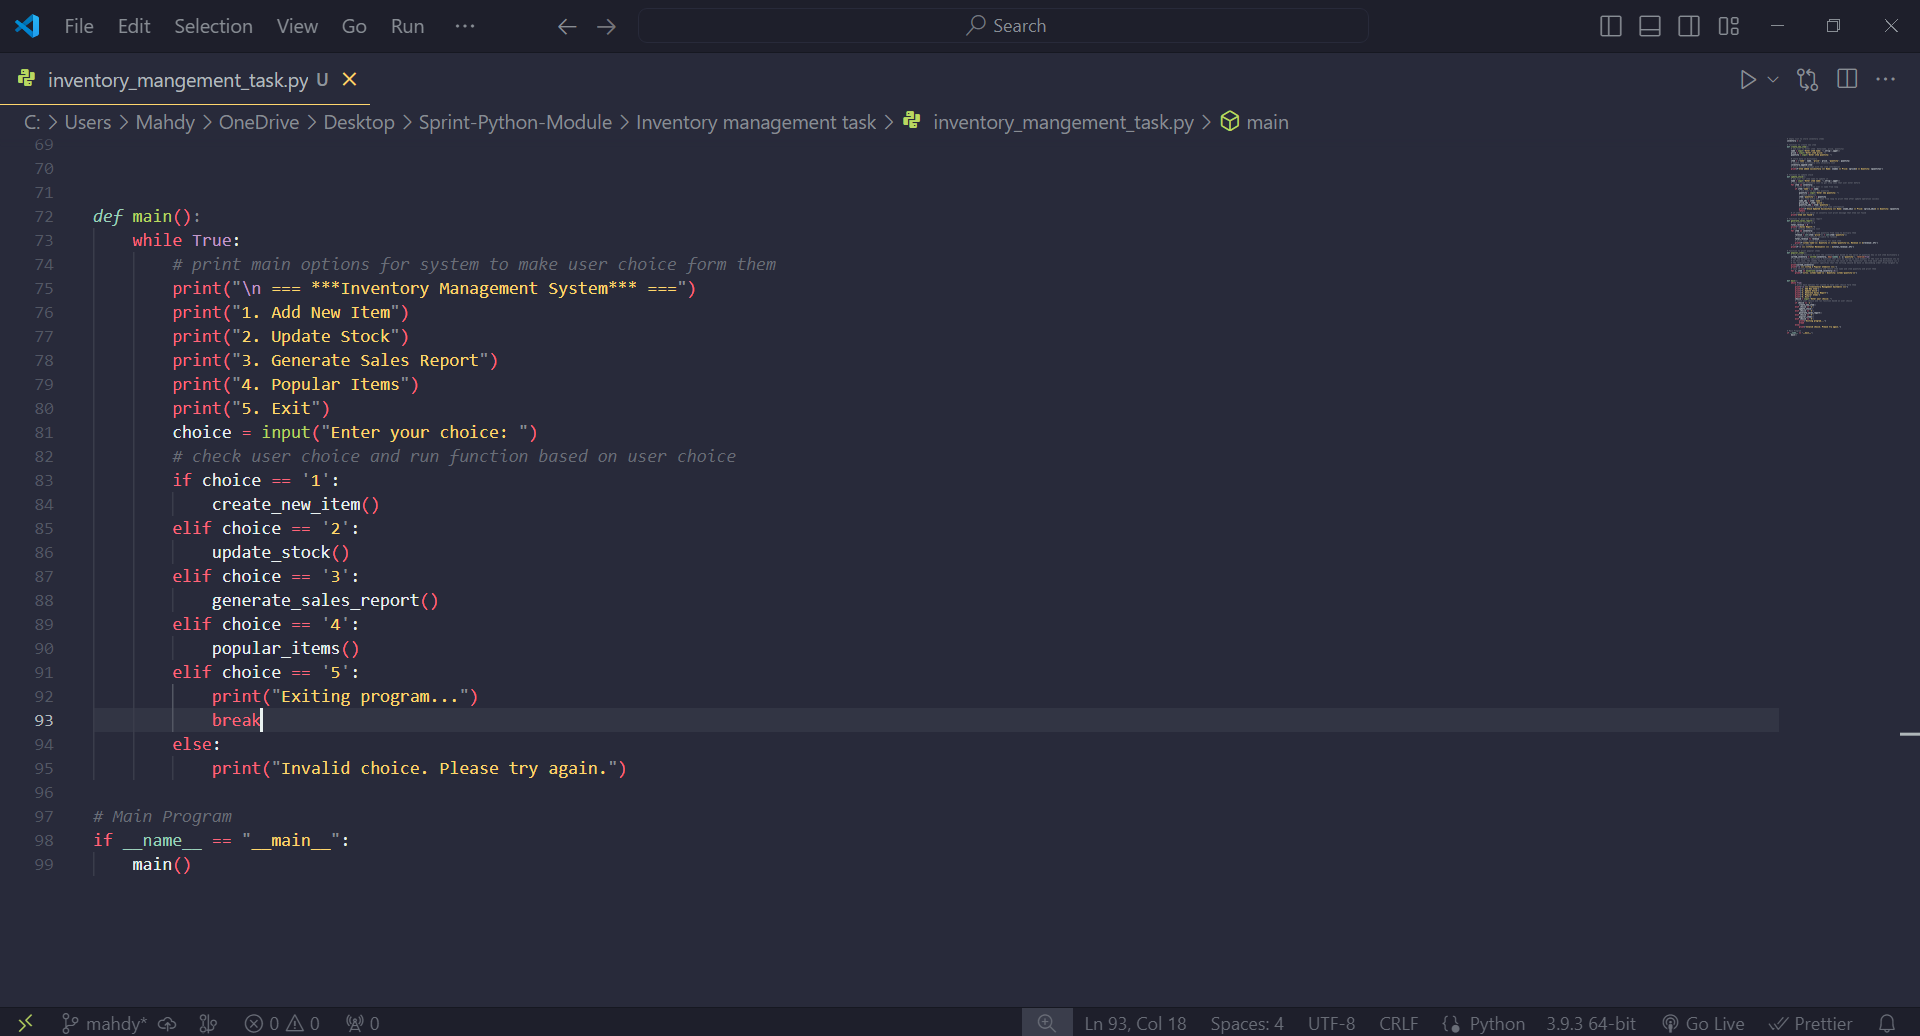 File Edit Selection View Go Run ··· Search
inventory_mangement_task.py U
C: > Users > Mahdy > OneDrive > Desktop > Sprint-Python-Module > Inventory management task > inventory_mangement_task.py > main
69
70
71
72 def main():
73     while True:
74         # print main options for system to make user choice form them
75         print("\n === ***Inventory Management System*** ===")
76         print("1. Add New Item")
77         print("2. Update Stock")
78         print("3. Generate Sales Report")
79         print("4. Popular Items")
80         print("5. Exit")
81         choice = input("Enter your choice: ")
82         # check user choice and run function based on user choice
83         if choice == '1':
84             create_new_item()
85         elif choice == '2':
86             update_stock()
87         elif choice == '3':
88             generate_sales_report()
89         elif choice == '4':
90             popular_items()
91         elif choice == '5':
92             print("Exiting program...")
93             break
94         else:
95             print("Invalid choice. Please try again.")
96
97 # Main Program
98 if __name__ == "__main__":
99     main()
mahdy* 0 0 0 Ln 93, Col 18 Spaces: 4 UTF-8 CRLF {} Python 3.9.3 64-bit Go Live Prettier